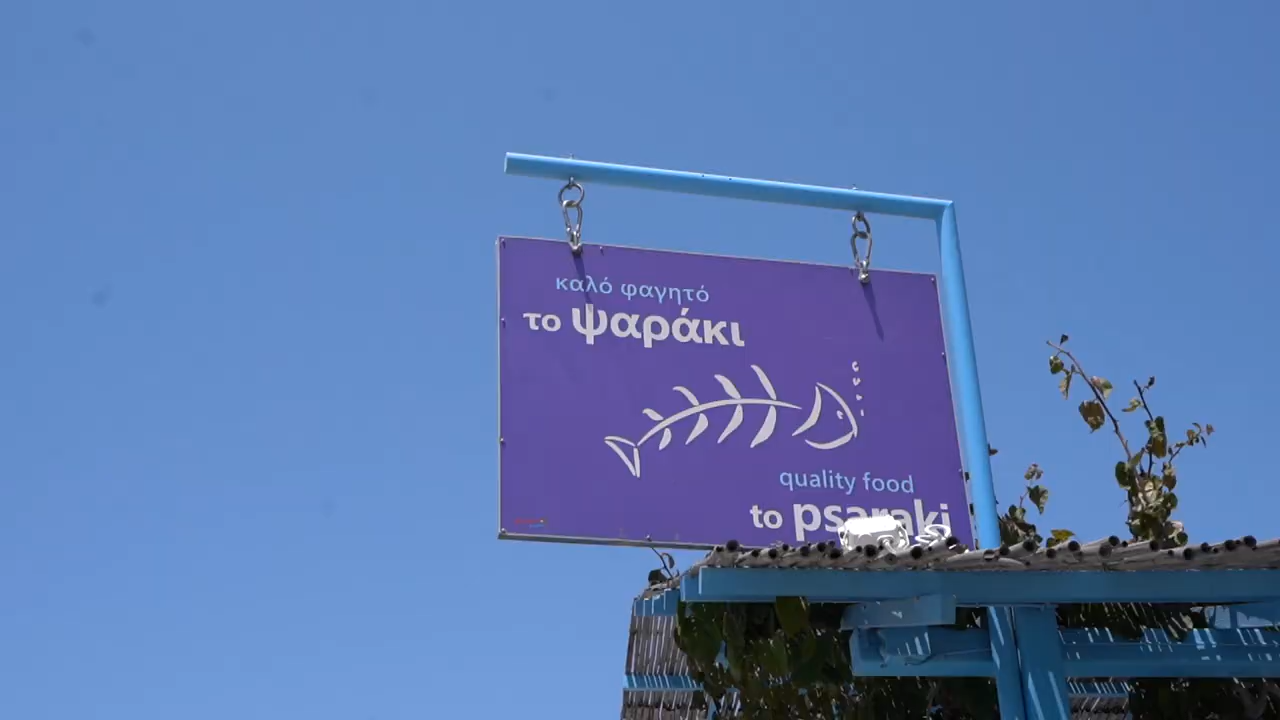 καλό φαγητό
το ψαράκι
quality food
to psaraki